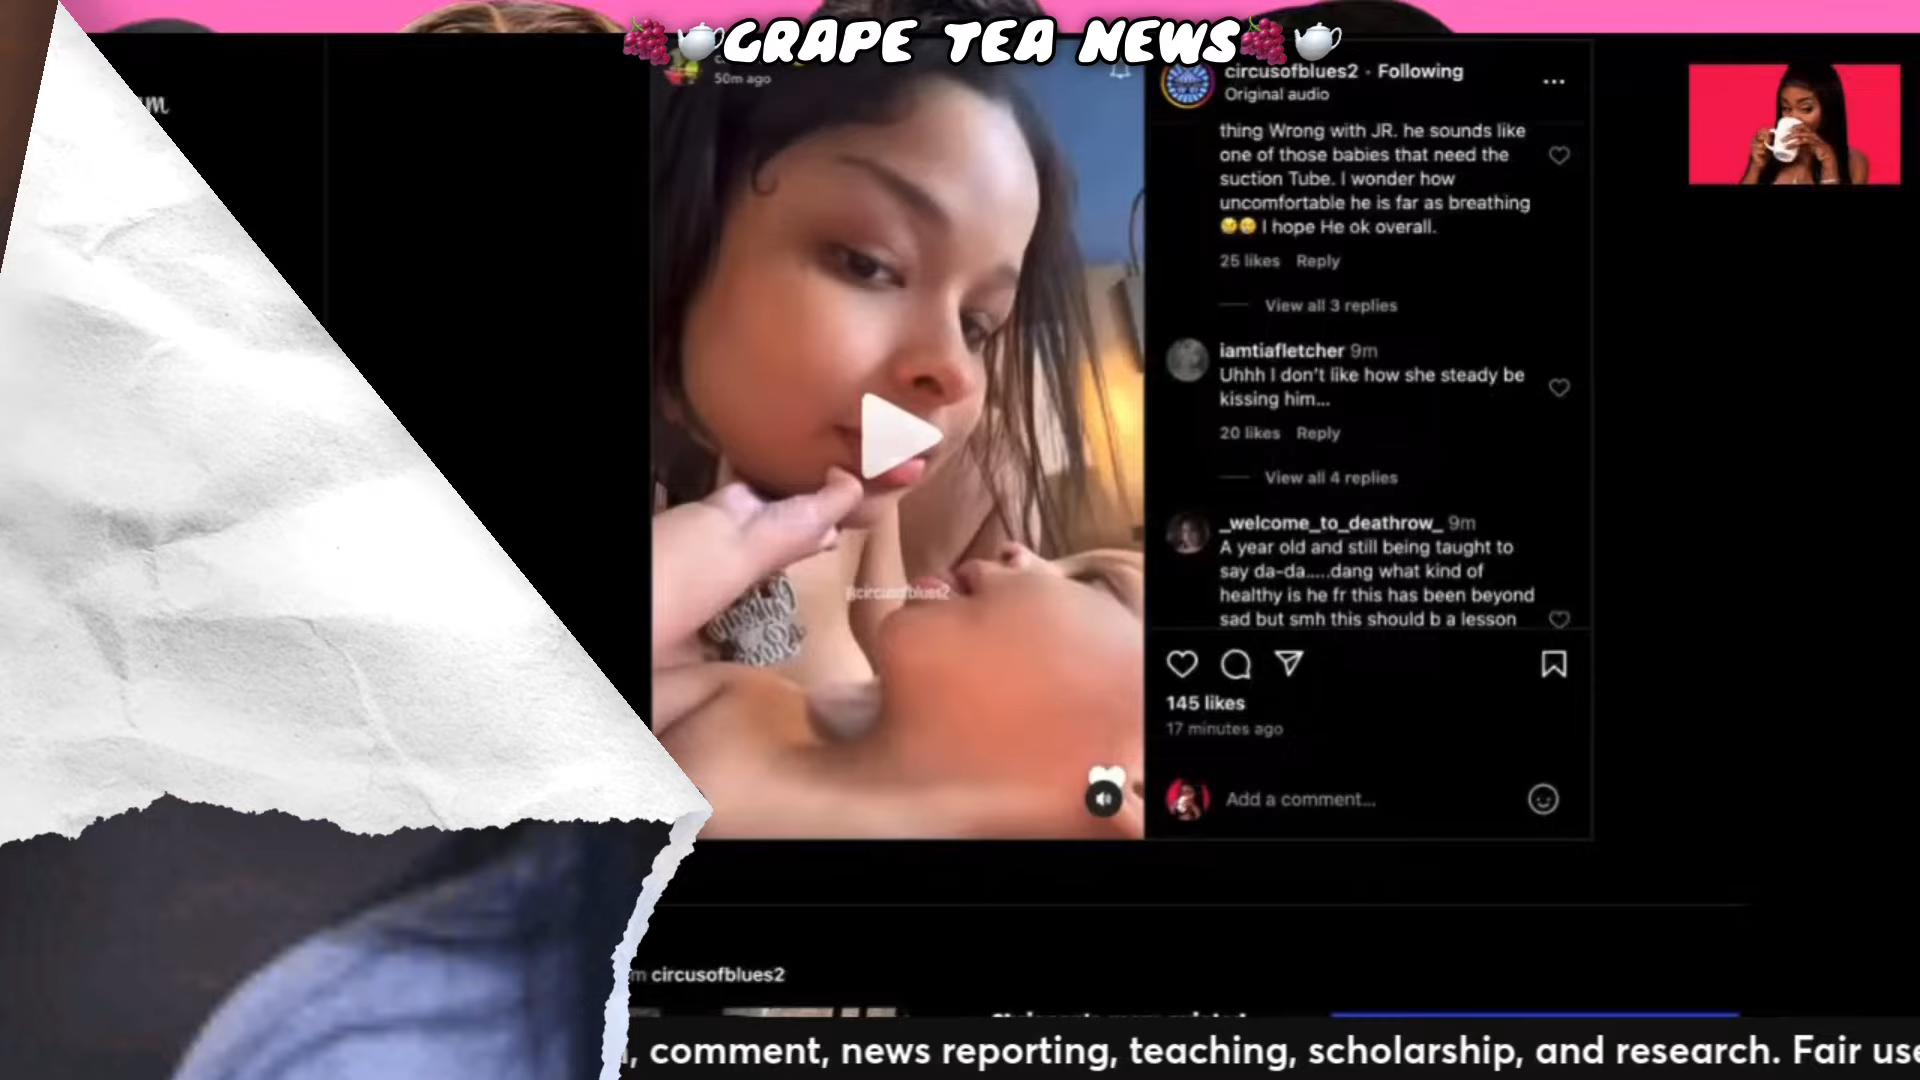 GRAPE TEA NEWS
50m ago
circusofblues2 · Following
Original audio
thing Wrong with JR. he sounds like
one of those babies that need the
suction Tube. I wonder how
uncomfortable he is far as breathing
I hope He ok overall.
25 likes Reply
View all 3 replies
iamtiafletcher 9m
Uhhh I don't like how she steady be
kissing him...
20 likes Reply
View all 4 replies
_welcome_to_deathrow_ 9m
A year old and still being taught to
say da-da.....dang what kind of
healthy is he fr this has been beyond
sad but smh this should b a lesson
@circusofblues2
145 likes
17 minutes ago
Add a comment...
circusofblues2
, comment, news reporting, teaching, scholarship, and research. Fair use